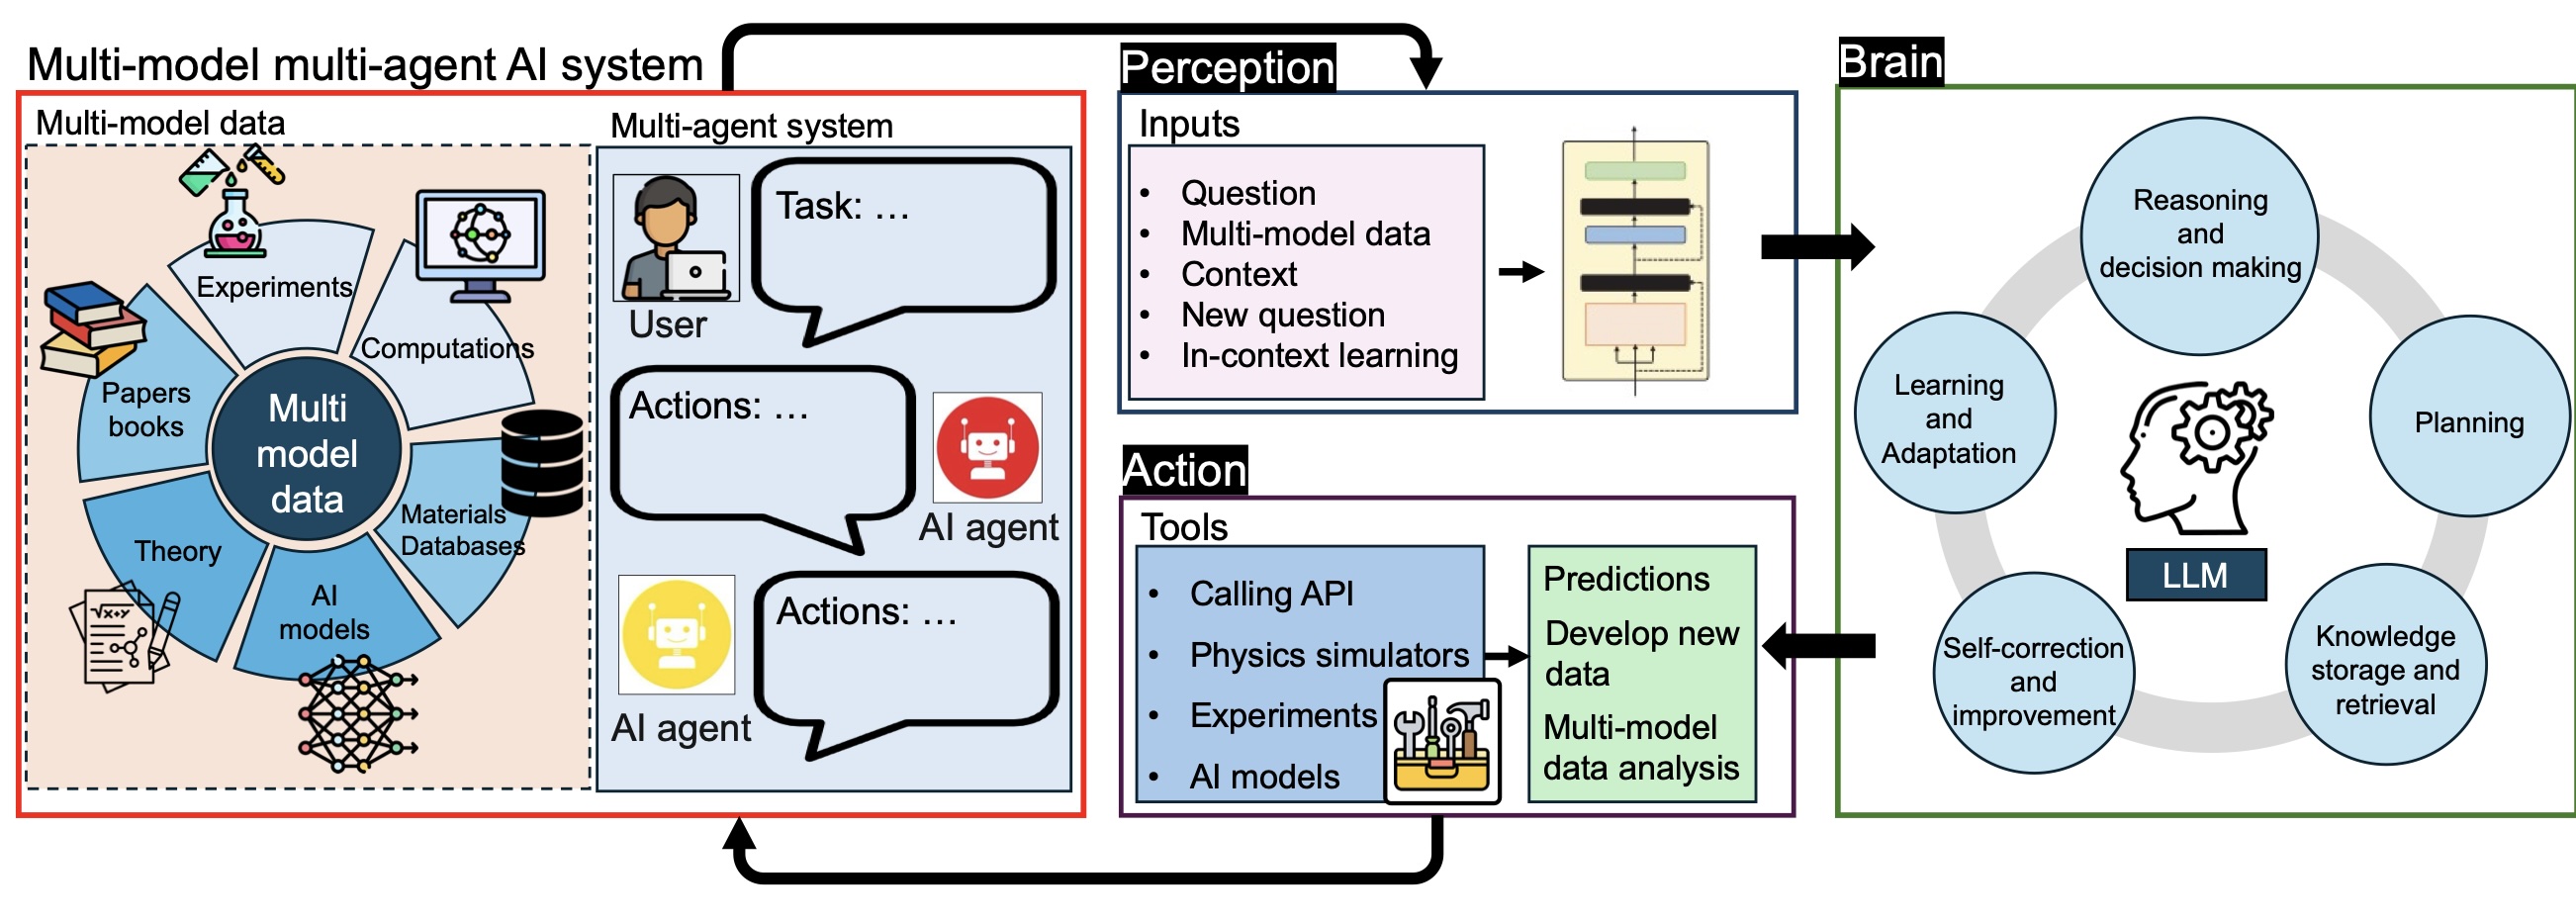 Multi-model multi-agent AI system
Multi-model data
Experiments
Computations
Papers
books
Materials
Databases
Theory
AI
models
Multi
model
data
√x+y
Multi-agent system
Task: ...
User
Actions: ...
AI agent
Actions: ...
AI agent
Perception
Inputs
• Question
• Multi-model data
• Context
• New question
• In-context learning
Action
Tools
• Calling API
• Physics simulators
• Experiments
• AI models
Predictions
Develop new
data
Multi-model
data analysis
Brain
Reasoning
and
decision making
Planning
Knowledge
storage and
retrieval
Self-correction
and
improvement
Learning
and
Adaptation
LLM